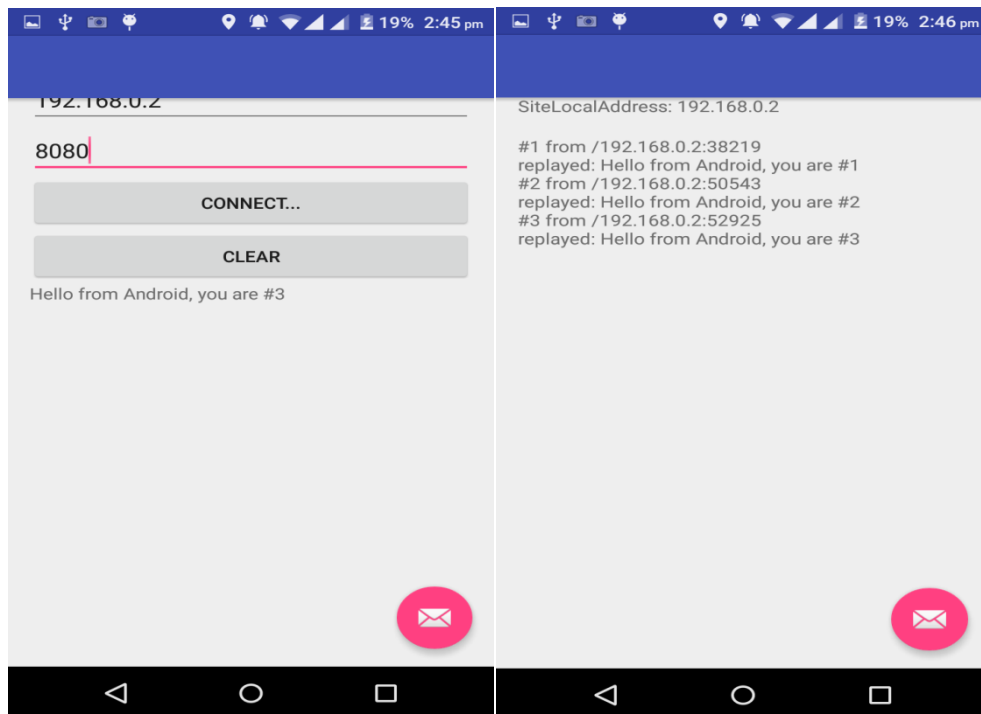 19% 2:45 pm
192.168.0.2
8080
CONNECT...
CLEAR
Hello from Android, you are #3
19% 2:46 pm
SiteLocalAddress: 192.168.0.2
#1 from /192.168.0.2:38219
replayed: Hello from Android, you are #1
#2 from /192.168.0.2:50543
replayed: Hello from Android, you are #2
#3 from /192.168.0.2:52925
replayed: Hello from Android, you are #3